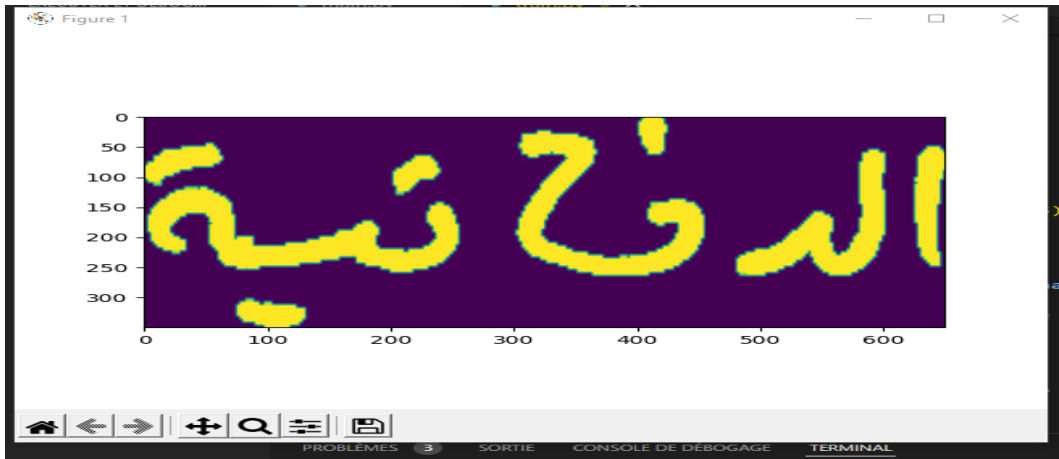 Figure 1
0
50
100
150
200
250
300
الدخانية
0 100 200 300 400 500 600
PROBLÈMES 3 SORTIE CONSOLE DE DÉBOGAGE TERMINAL